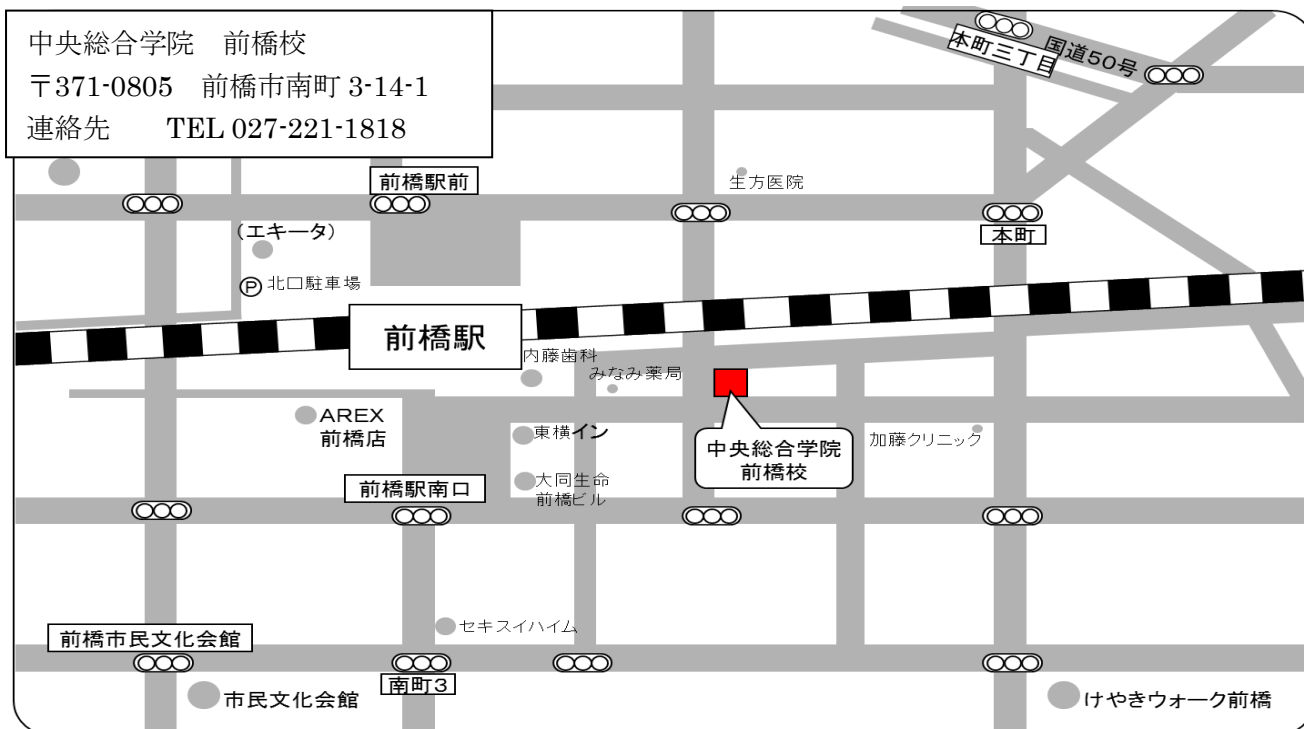 中央総合学院　前橋校
〒371-0805　前橋市南町 3-14-1
連絡先　　TEL 027-221-1818
本町三丁目
国道50号
前橋駅前
生方医院
本町
(エキータ)
P 北口駐車場
前橋駅
内藤歯科
みなみ薬局
AREX
前橋店
東横イン
中央総合学院
前橋校
加藤クリニック
大同生命
前橋ビル
前橋駅南口
セキスイハイム
前橋市民文化会館
南町3
市民文化会館
けやきウォーク前橋